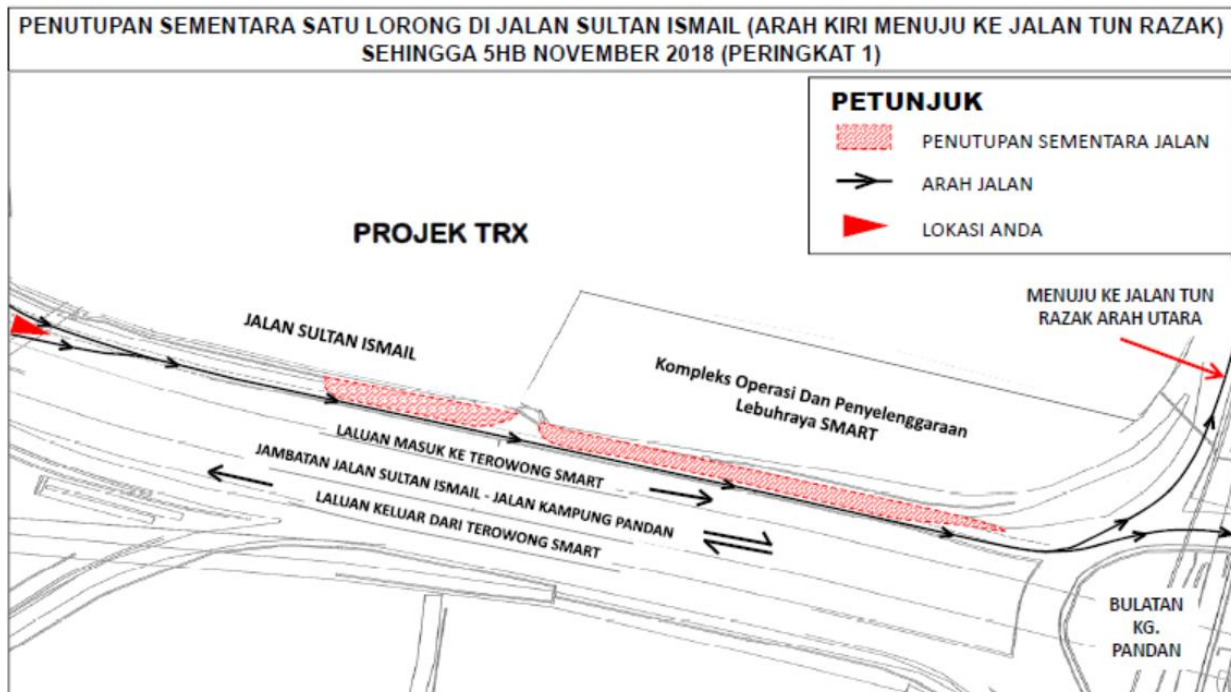 PENUTUPAN SEMENTARA SATU LORONG DI JALAN SULTAN ISMAIL (ARAH KIRI MENUJU KE JALAN TUN RAZAK)
SEHINGGA 5HB NOVEMBER 2018 (PERINGKAT 1)
PETUNJUK
PENUTUPAN SEMENTARA JALAN
ARAH JALAN
LOKASI ANDA
PROJEK TRX
MENUJU KE JALAN TUN
RAZAK ARAH UTARA
JALAN SULTAN ISMAIL
Kompleks Operasi Dan Penyelenggaraan
Lebuhraya SMART
LALUAN MASUK KE TEROWONG SMART
JAMBATAN JALAN SULTAN ISMAIL - JALAN KAMPUNG PANDAN
LALUAN KELUAR DARI TEROWONG SMART
BULATAN
KG.
PANDAN